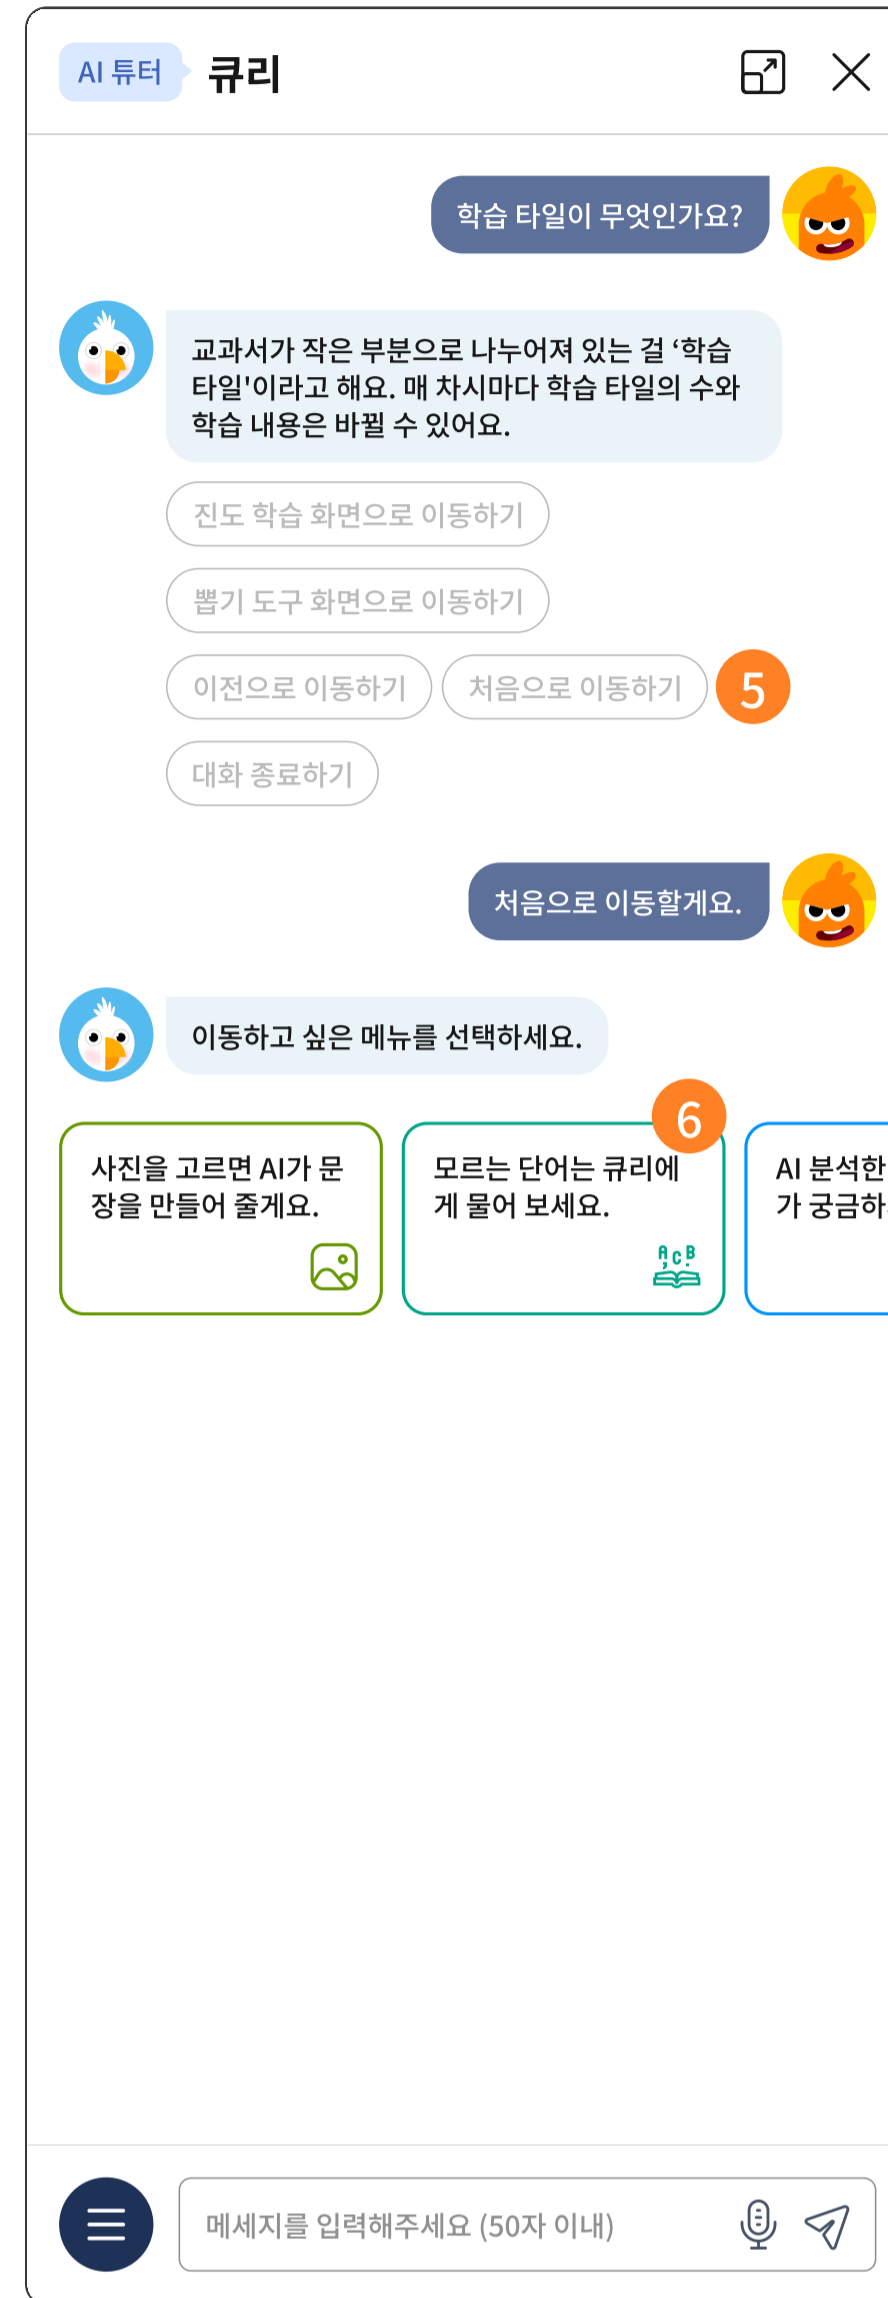 AI 튜터 큐리
학습 타일이 무엇인가요?
교과서가 작은 부분으로 나누어져 있는 걸 ‘학습
타일'이라고 해요. 매 차시마다 학습 타일의 수와
학습 내용은 바뀔 수 있어요.
진도 학습 화면으로 이동하기
뽑기 도구 화면으로 이동하기
이전으로 이동하기 처음으로 이동하기 5
대화 종료하기
처음으로 이동할게요.
이동하고 싶은 메뉴를 선택하세요.
6
사진을 고르면 AI가 문
장을 만들어 줄게요.
모르는 단어는 큐리에
게 물어 보세요.
A c B
AI 분석한
가 궁금하
메세지를 입력해주세요 (50자 이내)